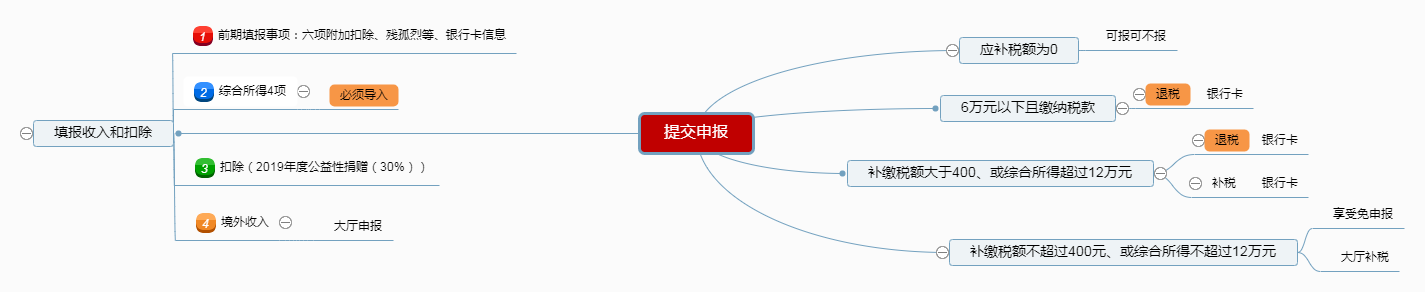 填报收入和扣除
1 前期填报事项：六项附加扣除、残孤烈等、银行卡信息
2 综合所得4项 必须导入
3 扣除（2019年度公益性捐赠（30%））
4 境外收入 大厅申报
提交申报
应补税额为0 可报可不报
6万元以下且缴纳税款 退税 银行卡
补缴税额大于400、或综合所得超过12万元
退税 银行卡
补税 银行卡
补缴税额不超过400元、或综合所得不超过12万元
享受免申报
大厅补税